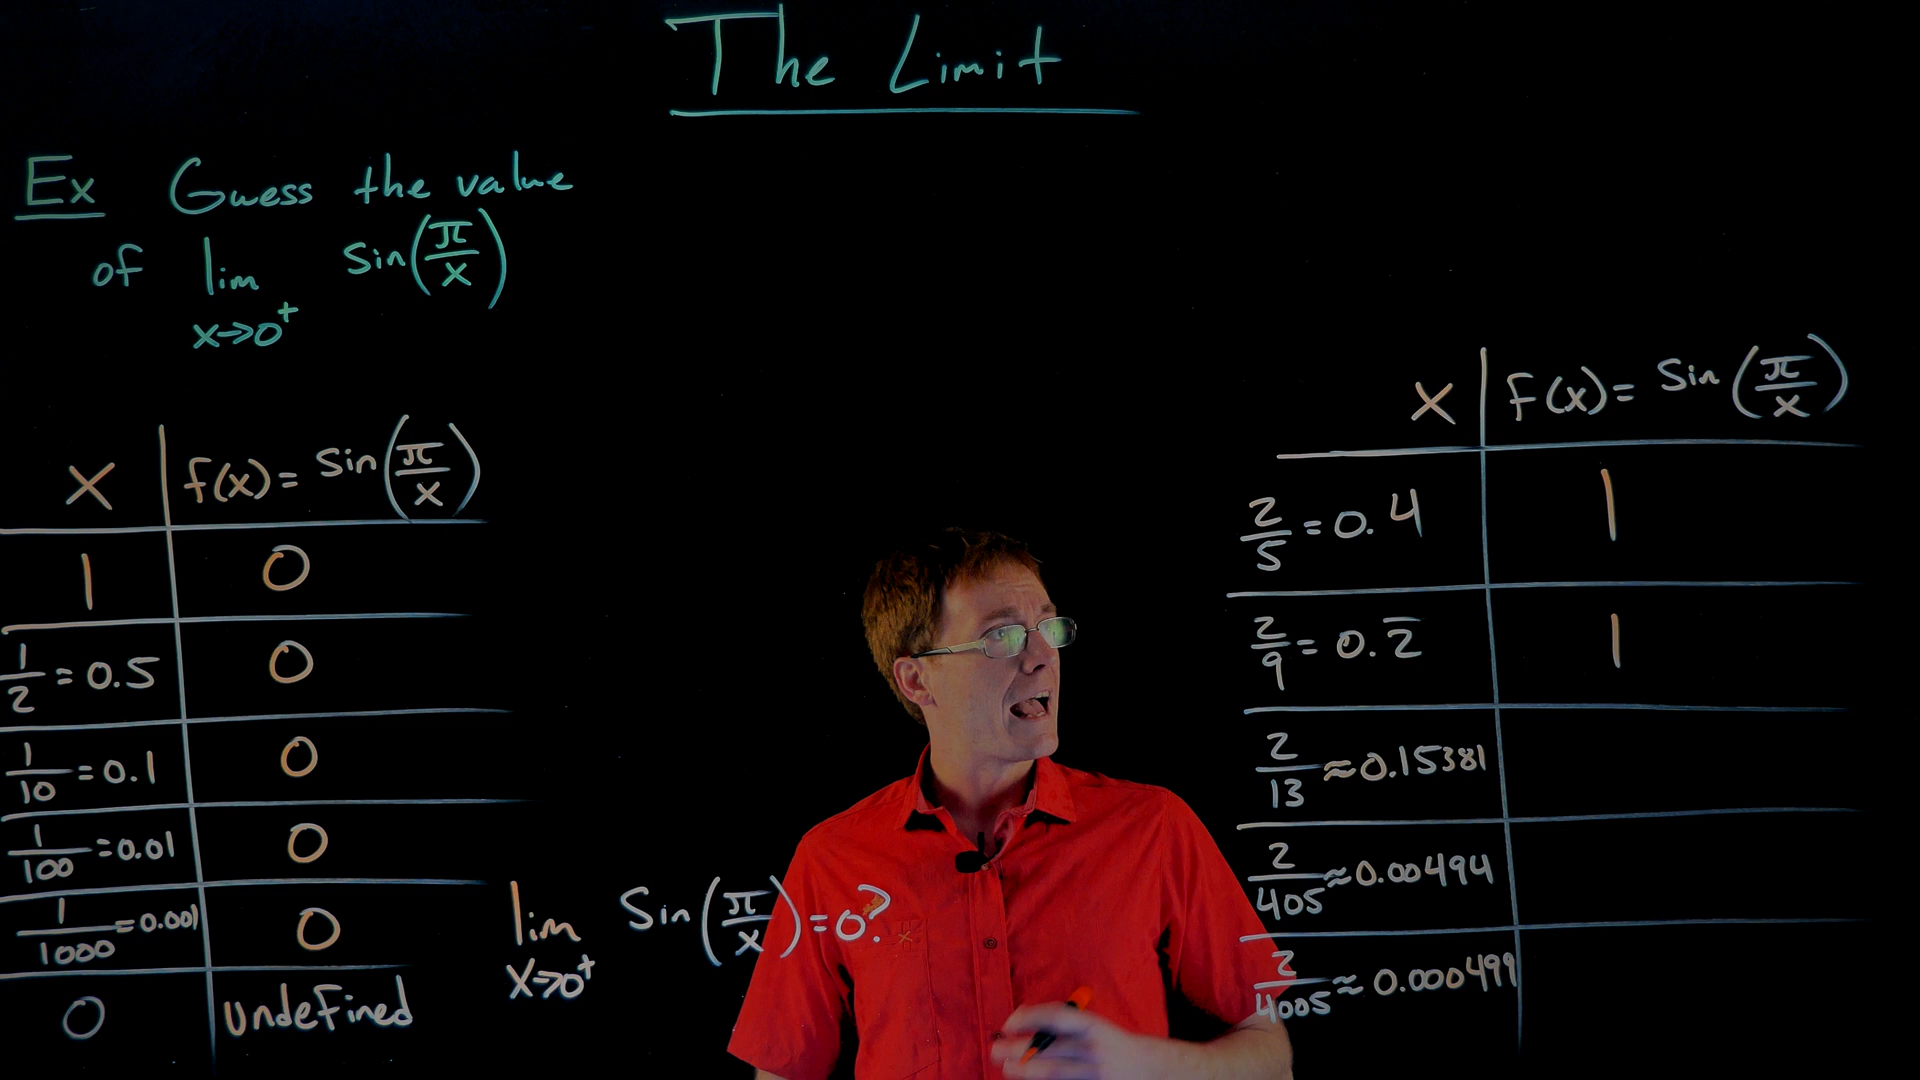 The Limit
Ex Guess the value
of lim sin(π/x)
x→0⁺
x f(x)= sin(π/x)
1 0
1/2 = 0.5 0
1/10 = 0.1 0
1/100 = 0.01 0
1/1000 = 0.001 0
0 undefined
lim sin(π/x) = 0?
x→0⁺
x f(x)= sin(π/x)
2/5 = 0.4 1
2/9 = 0.2̅ 1
2/13 ≈ 0.15381
2/405 ≈ 0.00494
2/4005 ≈ 0.000499